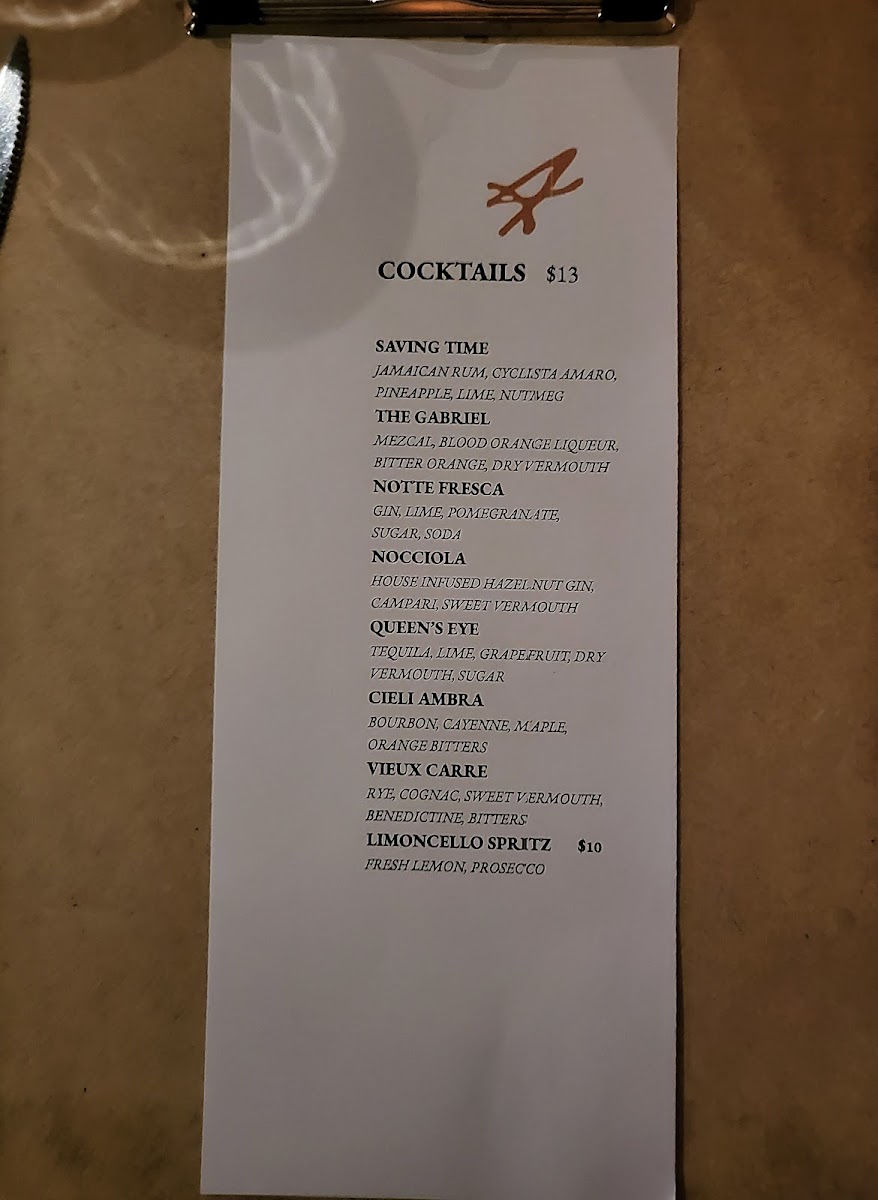 COCKTAILS $13
SAVING TIME
JAMAICAN RUM, CYCLISTA AMARO,
PINEAPPLE, LIME, NUTMEG
THE GABRIEL
MEZCAL, BLOOD ORANGE LIQUEUR,
BITTER ORANGE, DRY VERMOUTH
NOTTE FRESCA
GIN, LIME, POMEGRANATE,
SUGAR, SODA
NOCCIOLA
HOUSE INFUSED HAZELNUT GIN,
CAMPARI, SWEET VERMOUTH
QUEEN'S EYE
TEQUILA, LIME, GRAPEFRUIT, DRY
VERMOUTH, SUGAR
CIELI AMBRA
BOURBON, CAYENNE, MAPLE,
ORANGE BITTERS
VIEUX CARRE
RYE, COGNAC, SWEET VERMOUTH,
BENEDICTINE, BITTERS
LIMONCELLO SPRITZ $10
FRESH LEMON, PROSECCO